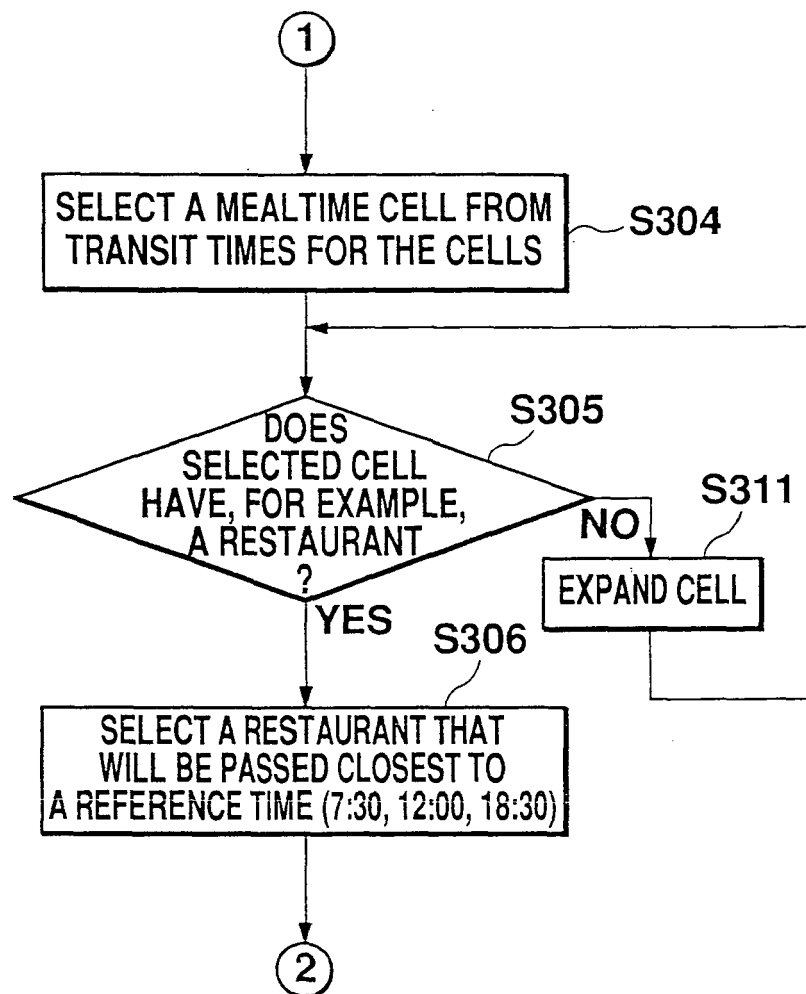 1
SELECT A MEALTIME CELL FROM
TRANSIT TIMES FOR THE CELLS
S304
DOES
SELECTED CELL
HAVE, FOR EXAMPLE,
A RESTAURANT
?
S305
NO
S311
EXPAND CELL
YES
S306
SELECT A RESTAURANT THAT
WILL BE PASSED CLOSEST TO
A REFERENCE TIME (7:30, 12:00, 18:30)
2